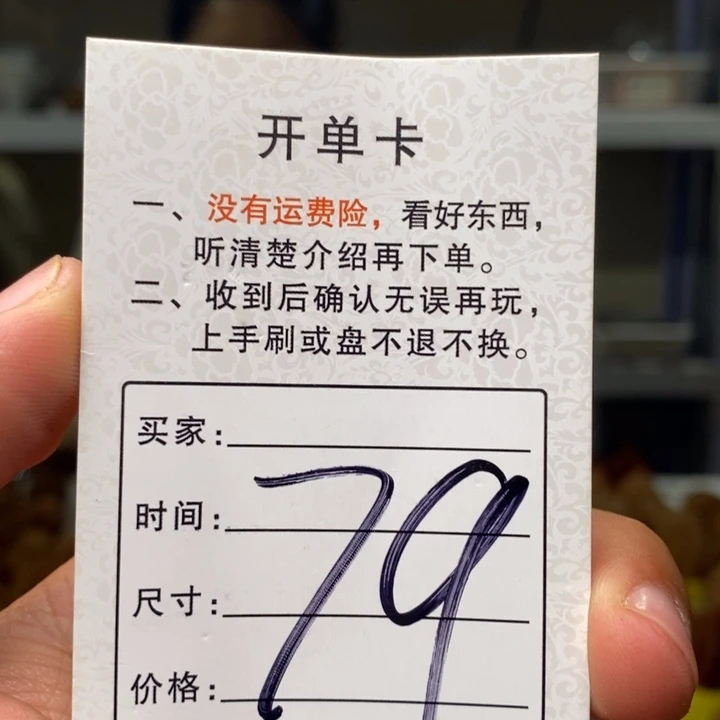 开单卡
一、没有运费险，看好东西，
听清楚介绍再下单。
二、收到后确认无误再玩，
上手刷或盘不退不换。
买家:
时间:
尺寸:
价格:
79